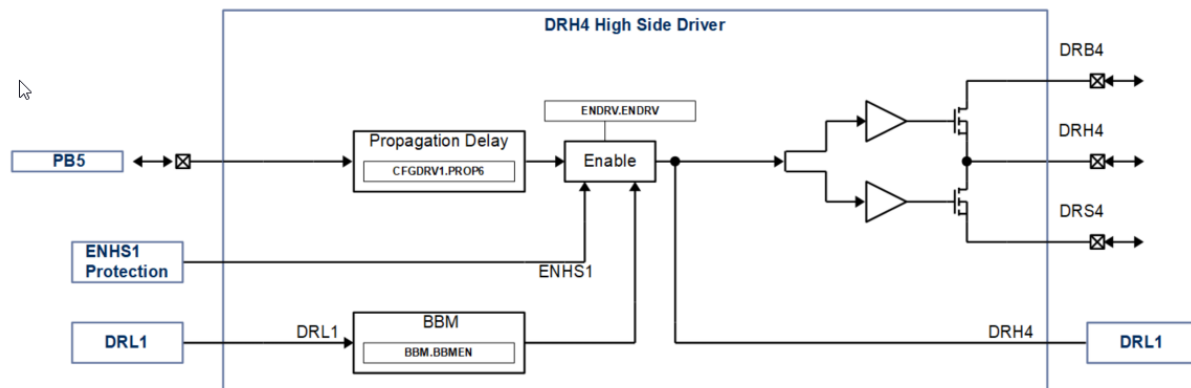 DRH4 High Side Driver
DRB4
ENDRV.ENDRV
Propagation Delay
DRH4
PB5
CFGDRV1.PROP6
Enable
DRS4
ENHS1
Protection
ENHS1
DRL1
DRL1
BBM
BBM.BBMEN
DRH4
DRL1